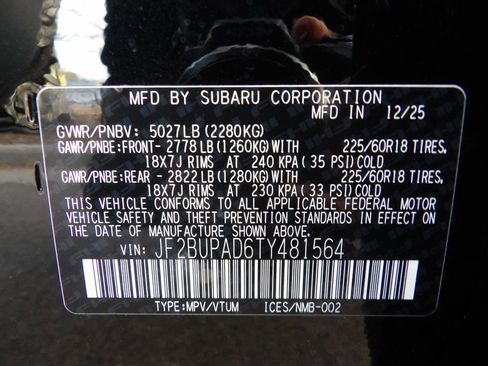 MFD BY SUBARU CORPORATION
MFD IN 12/25
GVWR/PNBV: 5027LB(2280KG)
GAWR/PNBE:FRONT- 2778LB(1260KG)WITH 225/60R18 TIRES,
18X7J RIMS AT 240 KPA(35 PSI)COLD
GAWR/PNBE:REAR - 2822LB(1280KG)WITH 225/60R18 TIRES,
18X7J RIMS AT 230 KPA(33 PSI)COLD
THIS VEHICLE CONFORMS TO ALL APPLICABLE FEDERAL MOTOR
VEHICLE SAFETY AND THEFT PREVENTION STANDARDS IN EFFECT
ON THE DATE OF MANUFACTURE SHOWN ABOVE.
VIN: JF2BUPAD6TY481564
TYPE:MPV/VTUM ICES/NMB-002